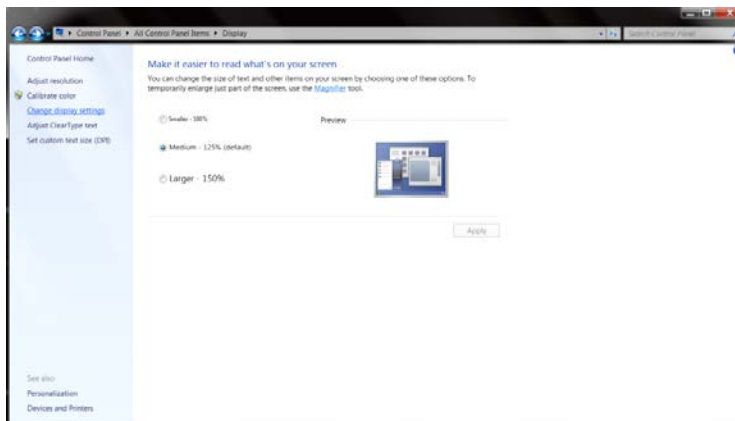 Control Panel ▸ All Control Panel Items ▸ Display
Search Control Panel
Control Panel Home
Adjust resolution
Calibrate color
Change display settings
Adjust ClearType text
Set custom text size (DPI)
Make it easier to read what's on your screen
You can change the size of text and other items on your screen by choosing one of these options. To
temporarily enlarge just part of the screen, use the Magnifier tool.
Smaller - 100%
Preview
Medium - 125% (default)
Larger - 150%
Apply
See also
Personalization
Devices and Printers